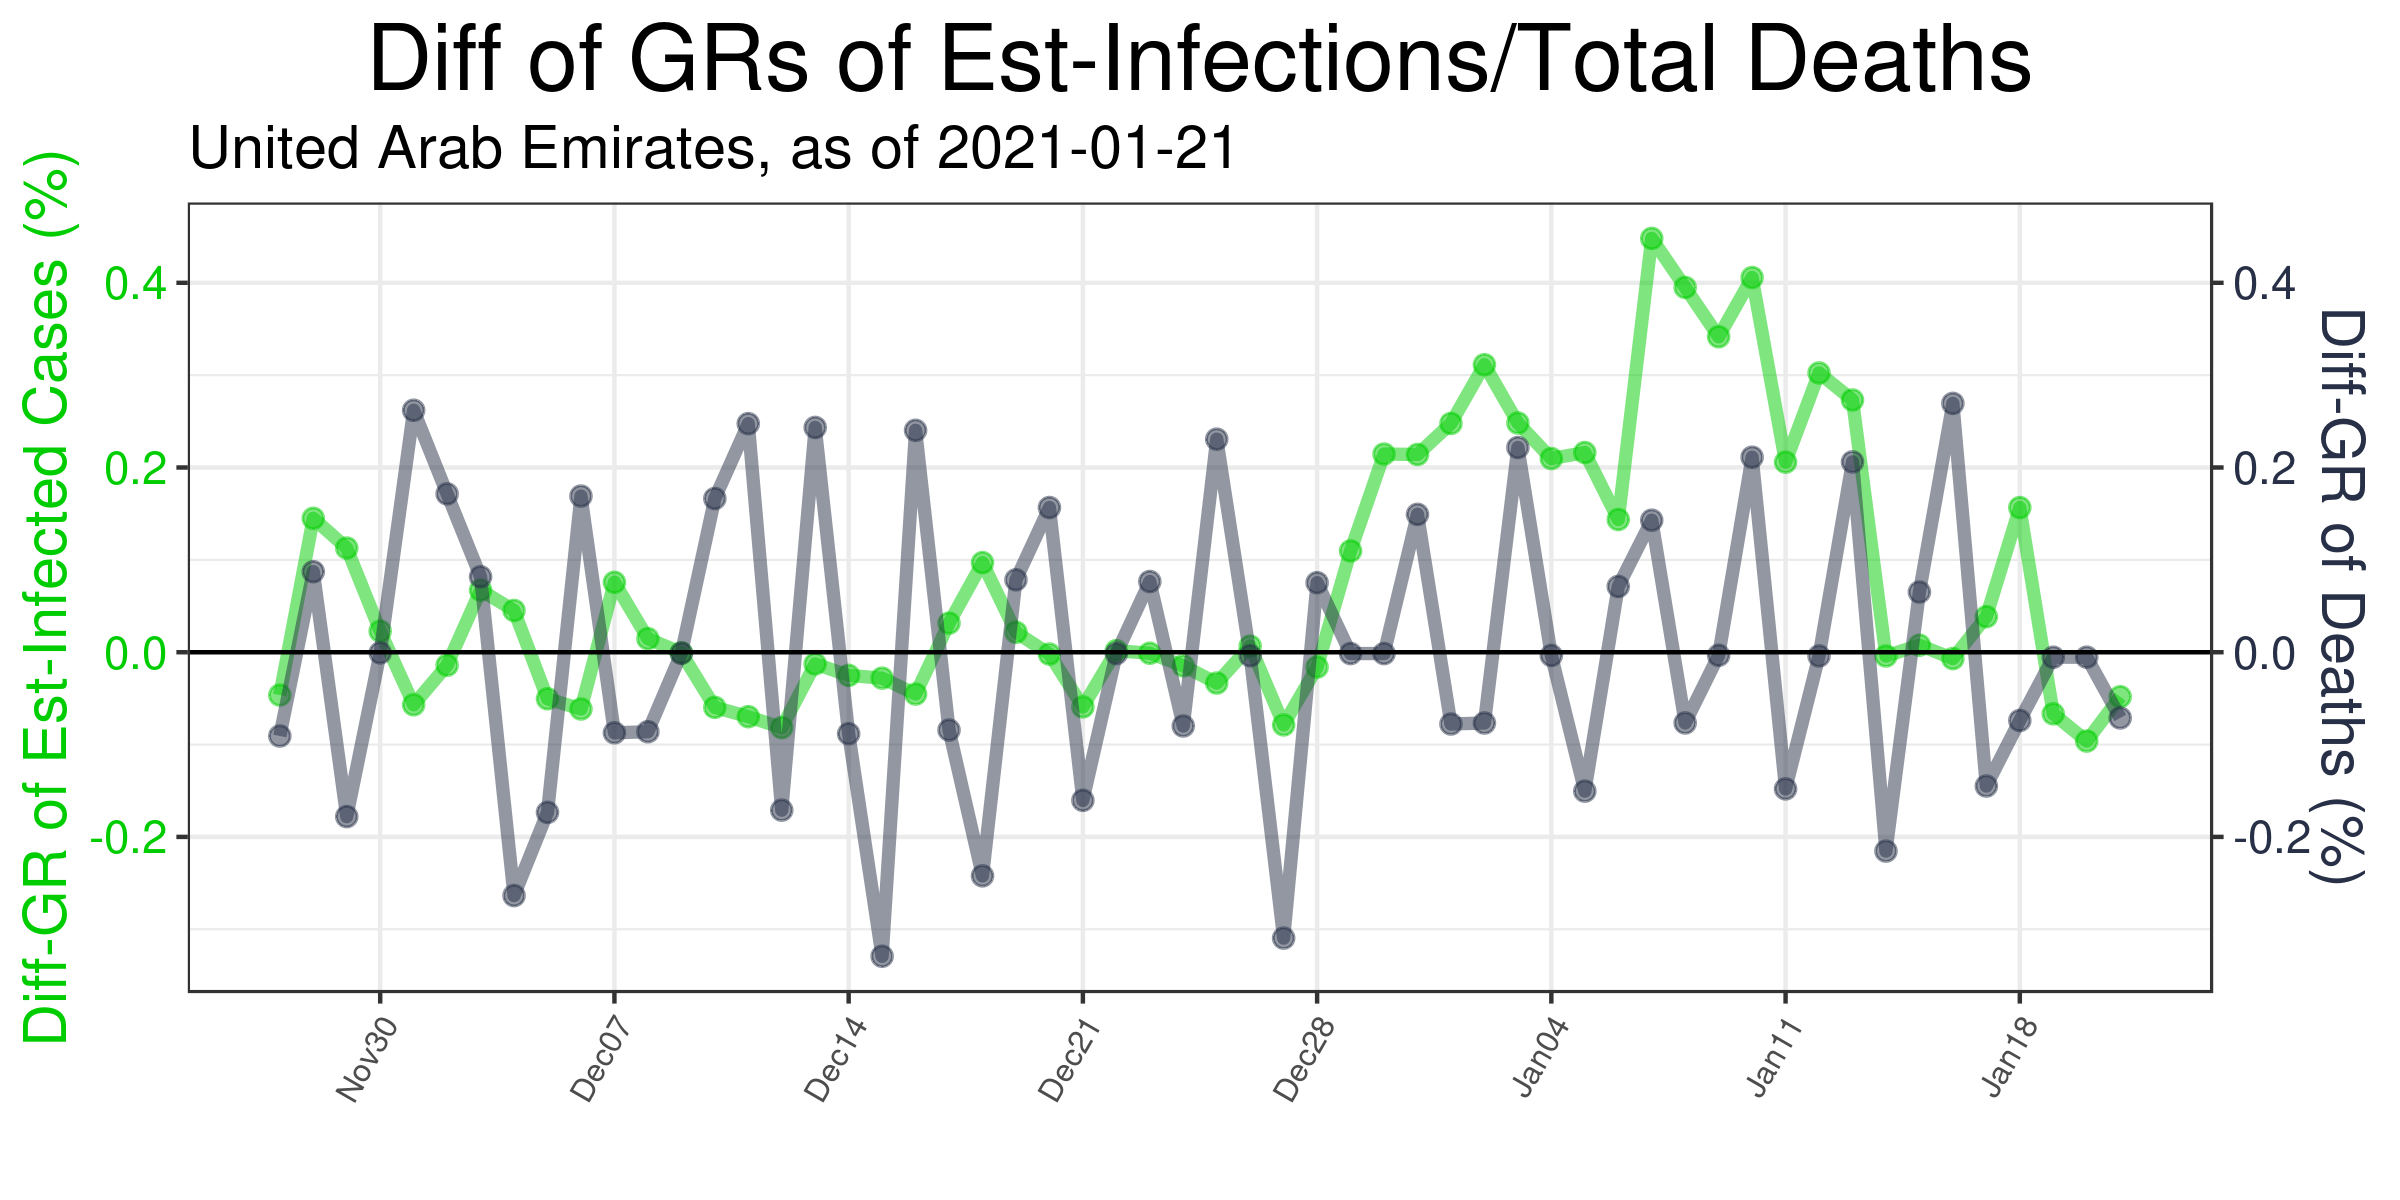 Diff of GRs of Est-Infections/Total Deaths
United Arab Emirates, as of 2021-01-21
Diff-GR of Est-Infected Cases (%)
0.4
0.2
0.0
-0.2
0.4
0.2
0.0
-0.2
Diff-GR of Deaths (%)
Nov30
Dec07
Dec14
Dec21
Dec28
Jan04
Jan11
Jan18